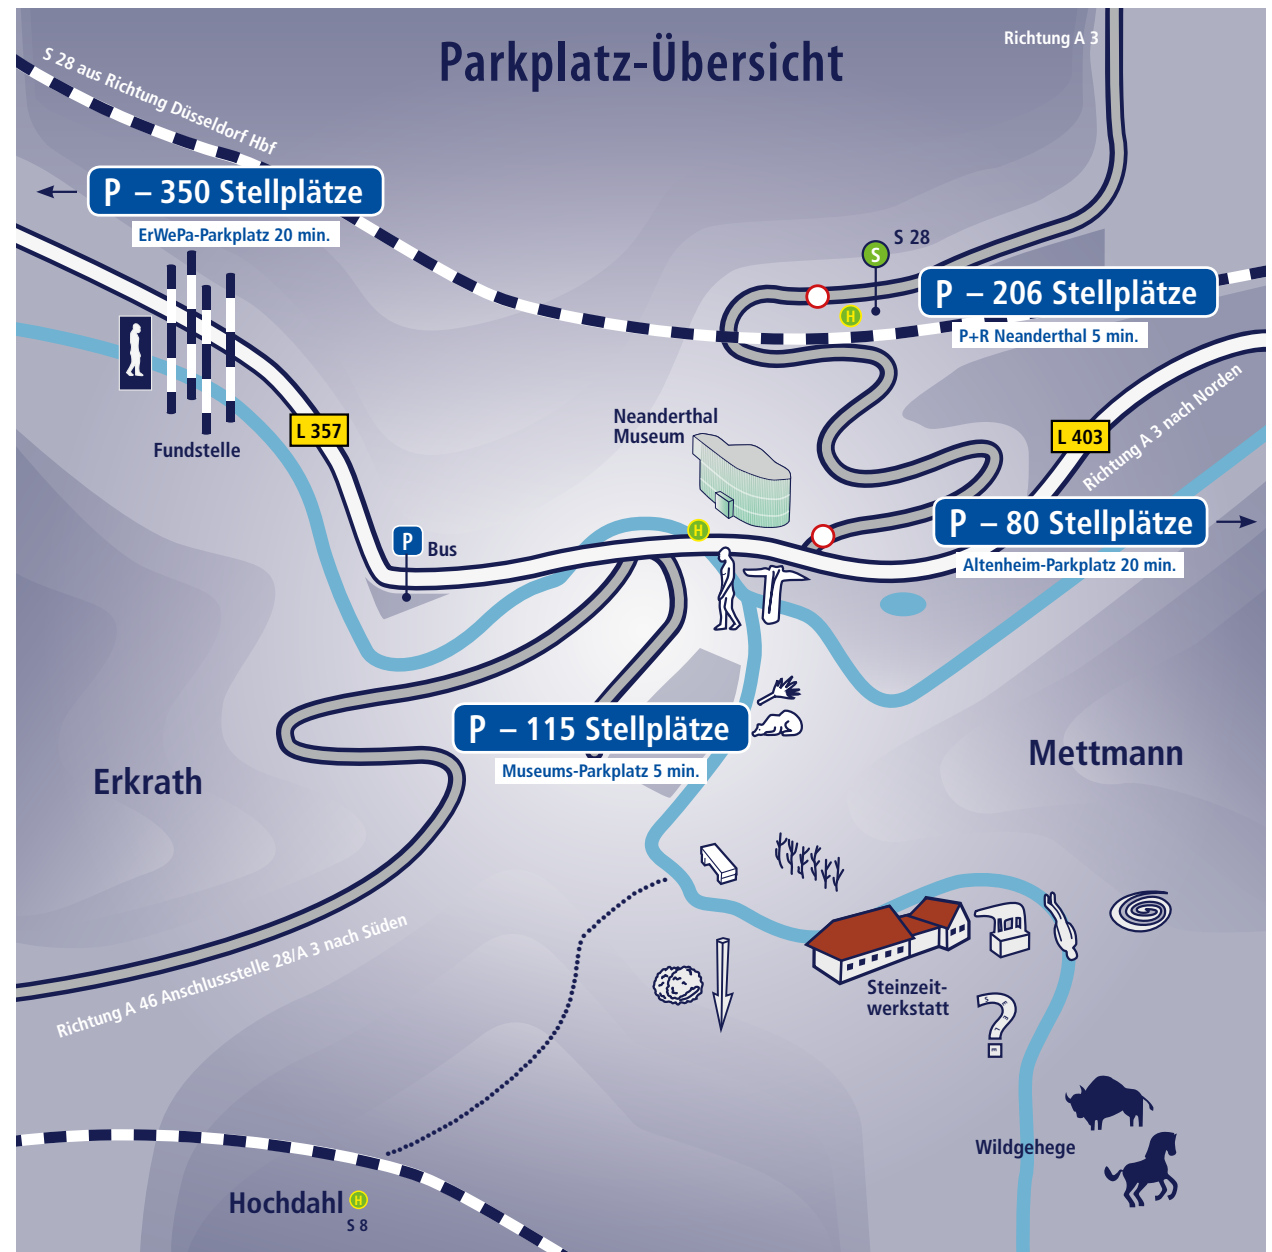 Parkplatz-Übersicht
Richtung A 3
S 28 aus Richtung Düsseldorf Hbf
P – 350 Stellplätze
ErWePa-Parkplatz 20 min.
S 28
S
P – 206 Stellplätze
H
P+R Neanderthal 5 min.
Richtung A 3 nach Norden
Neanderthal
Museum
L 357
L 403
Fundstelle
P – 80 Stellplätze
H
P
Bus
Altenheim-Parkplatz 20 min.
P – 115 Stellplätze
Museums-Parkplatz 5 min.
Erkrath
Mettmann
Richtung A 46 Anschlussstelle 28/A 3 nach Süden
Steinzeit-
werkstatt
Wildgehege
Hochdahl H
S 8